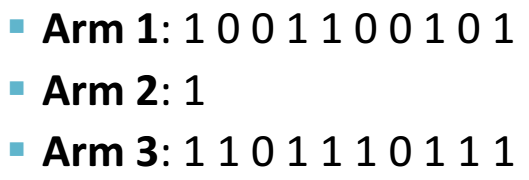 ▪ Arm 1: 1 0 0 1 1 0 0 1 0 1
▪ Arm 2: 1
▪ Arm 3: 1 1 0 1 1 1 0 1 1 1